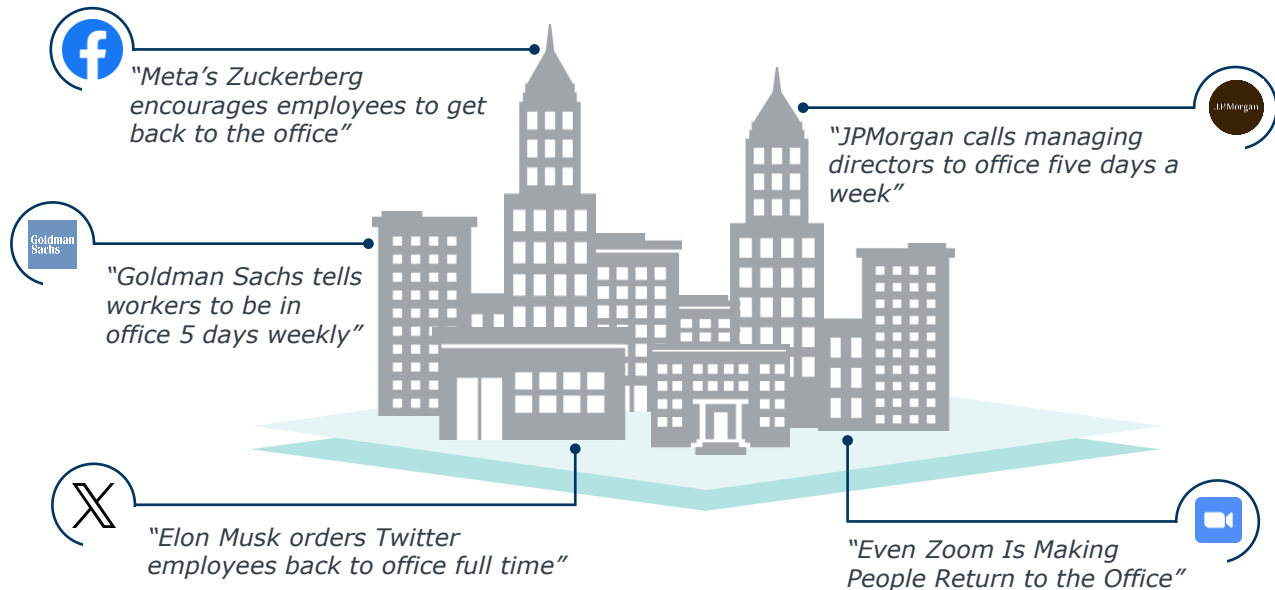 “Meta’s Zuckerberg
encourages employees to get
back to the office”
J.P.Morgan
“JPMorgan calls managing
directors to office five days a
week”
Goldman
Sachs
“Goldman Sachs tells
workers to be in
office 5 days weekly”
“Elon Musk orders Twitter
employees back to office full time”
“Even Zoom Is Making
People Return to the Office”